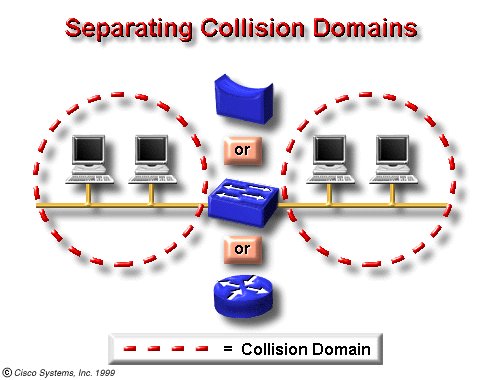 Separating Collision Domains
or
or
= Collision Domain
© Cisco Systems, Inc. 1999